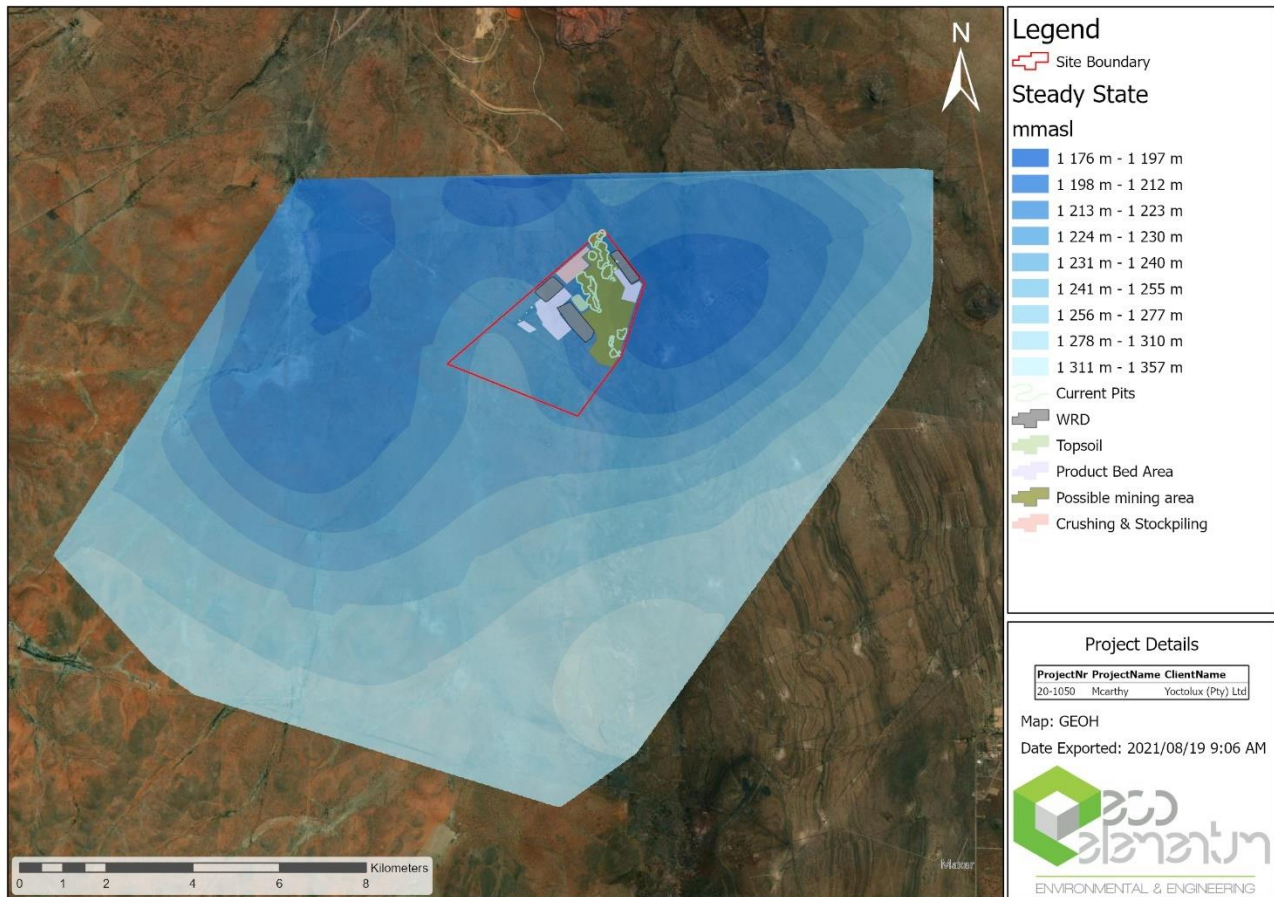 N
Legend
Site Boundary
Steady State
mmasl
1 176 m - 1 197 m
1 198 m - 1 212 m
1 213 m - 1 223 m
1 224 m - 1 230 m
1 231 m - 1 240 m
1 241 m - 1 255 m
1 256 m - 1 277 m
1 278 m - 1 310 m
1 311 m - 1 357 m
Current Pits
WRD
Topsoil
Product Bed Area
Possible mining area
Crushing & Stockpiling
Project Details
ProjectNr ProjectName ClientName
20-1050 Mcarthy Yoctolux (Pty) Ltd
Map: GEOH
Date Exported: 2021/08/19 9:06 AM
eco
elementum
ENVIRONMENTAL & ENGINEERING
Kilometers
0 1 2 4 6 8
Maxar